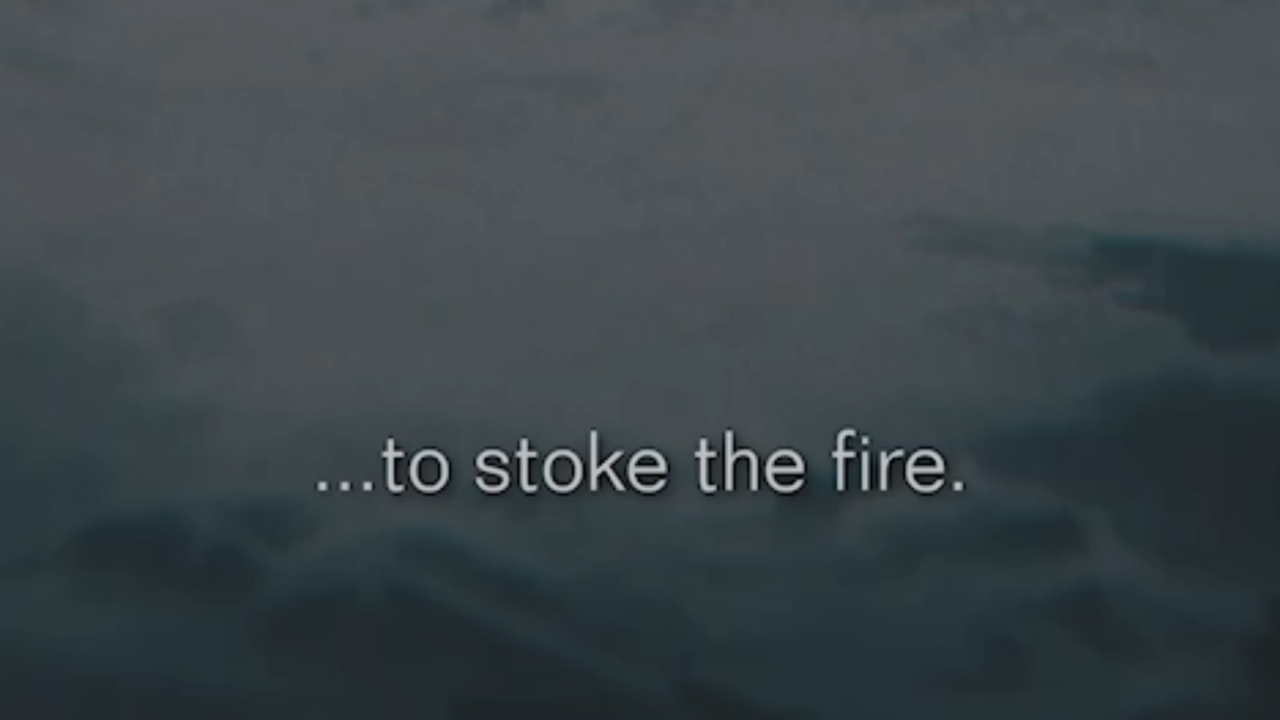 ...to stoke the fire.